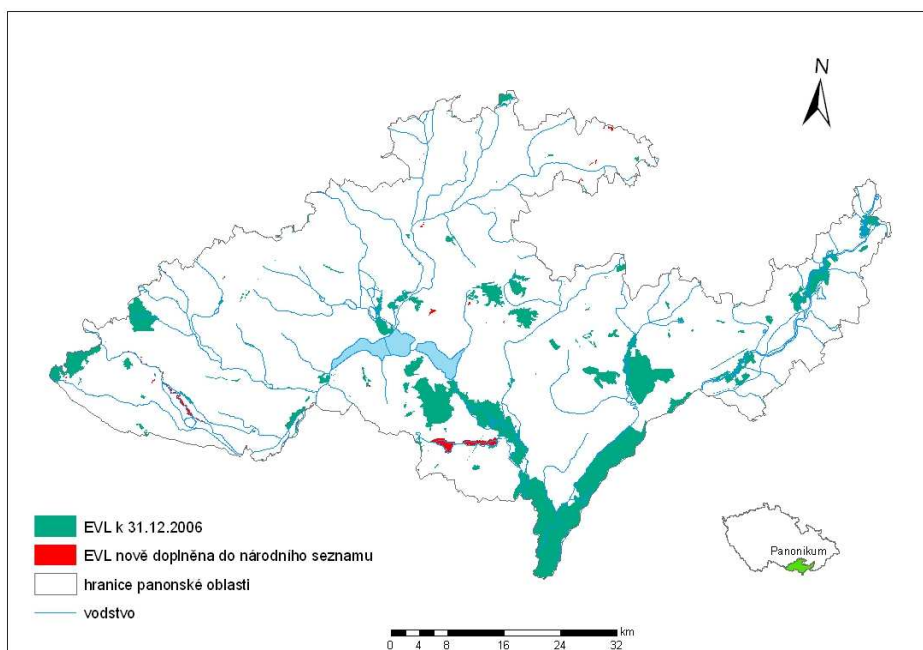 N
EVL k 31.12.2006
EVL nově doplněna do národního seznamu
hranice panonské oblasti
vodstvo
Panonikum
km
0 4 8 16 24 32